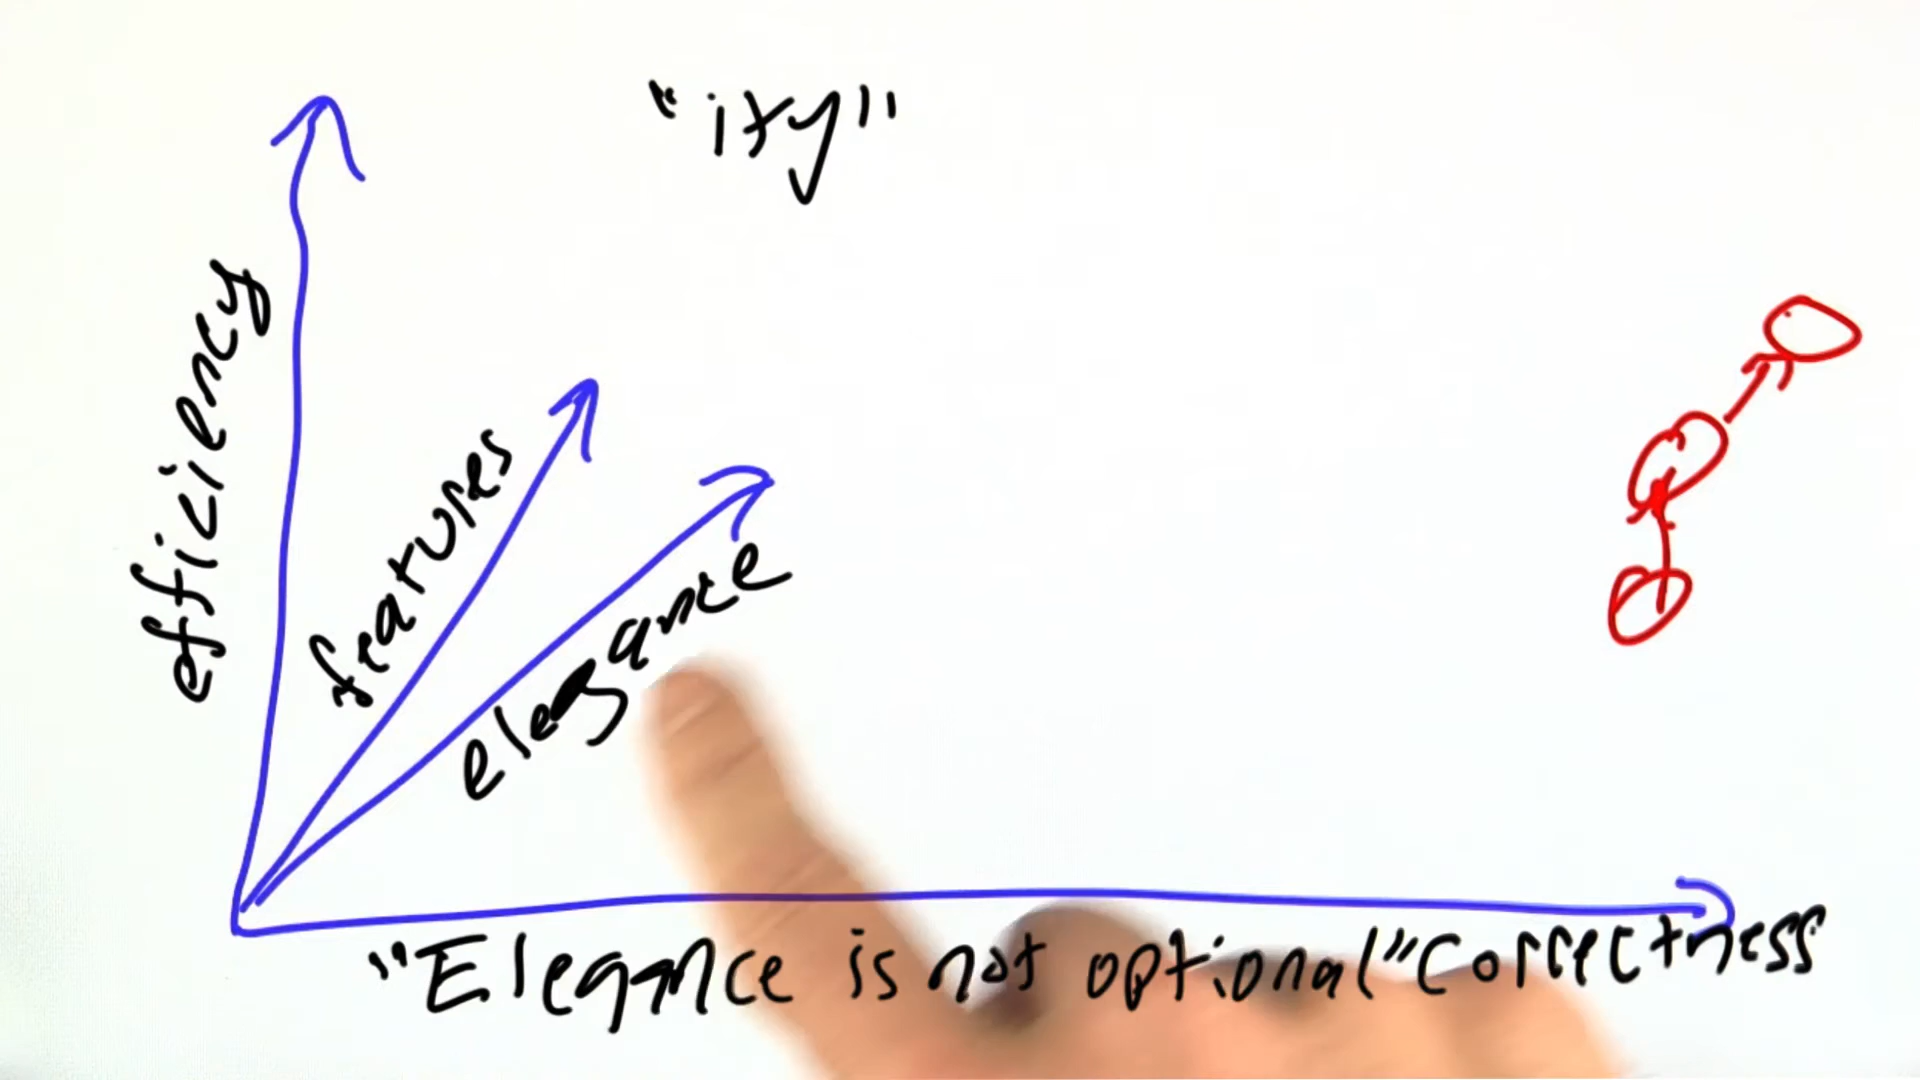 "ity"
efficiency
features
elegance
"Elegance is not optional" Correctness